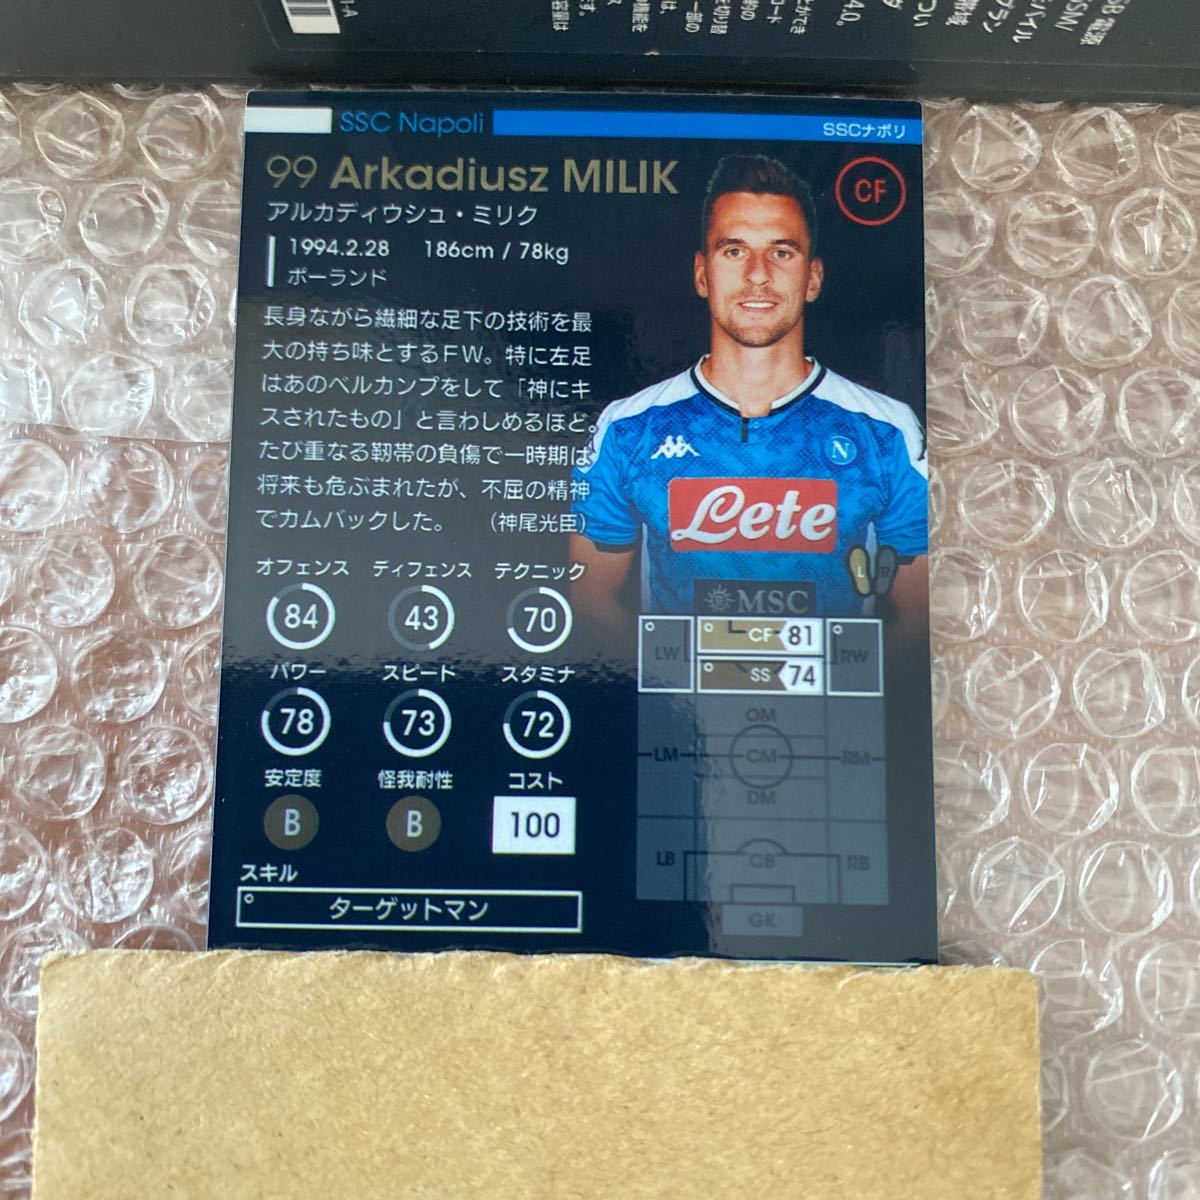 SSC Napoli
SSCナポリ
99 Arkadiusz MILIK
CF
アルカディウシュ・ミリク
1994.2.28 186cm / 78kg
ポーランド
長身ながら繊細な足下の技術を最
大の持ち味とするFW。特に左足
はあのベルカンプをして「神にキ
スされたもの」と言わしめるほど。
たび重なる靭帯の負傷で一時期は
将来も危ぶまれたが、不屈の精神
でカムバックした。 (神尾光臣)
N
Lete
MSC
L R
オフェンス ディフェンス テクニック
84 43 70
パワー スピード スタミナ
78 73 72
安定度 怪我耐性 コスト
B B 100
スキル
ターゲットマン
LW CF 81 RW
SS 74
OM
LM CM RM
DM
LB CB RB
GK